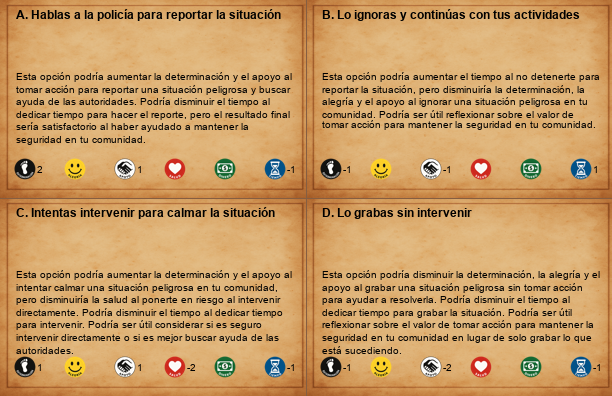 A. Hablas a la policía para reportar la situación
Esta opción podría aumentar la determinación y el apoyo al
tomar acción para reportar una situación peligrosa y buscar
ayuda de las autoridades. Podría disminuir el tiempo al
dedicar tiempo para hacer el reporte, pero el resultado final
sería satisfactorio al haber ayudado a mantener la
seguridad en tu comunidad.
2 1 -1
B. Lo ignoras y continúas con tus actividades
Esta opción podría aumentar el tiempo al no detenerte para
reportar la situación, pero disminuiría la determinación, la
alegría y el apoyo al ignorar una situación peligrosa en tu
comunidad. Podría ser útil reflexionar sobre el valor de
tomar acción para mantener la seguridad en tu comunidad.
-1 -1 1
C. Intentas intervenir para calmar la situación
Esta opción podría aumentar la determinación y el apoyo al
intentar calmar una situación peligrosa en tu comunidad,
pero disminuiría la salud al ponerte en riesgo al intervenir
directamente. Podría disminuir el tiempo al dedicar tiempo
para intervenir. Podría ser útil considerar si es seguro
intervenir directamente o si es mejor buscar ayuda de las
autoridades.
1 1 -2 -1
D. Lo grabas sin intervenir
Esta opción podría disminuir la determinación, la alegría y el
apoyo al grabar una situación peligrosa sin tomar acción
para ayudar a resolverla. Podría disminuir el tiempo al
dedicar tiempo para grabar la situación. Podría ser útil
reflexionar sobre el valor de tomar acción para mantener la
seguridad en tu comunidad en lugar de solo grabar lo que
está sucediendo.
-1 -2 -1